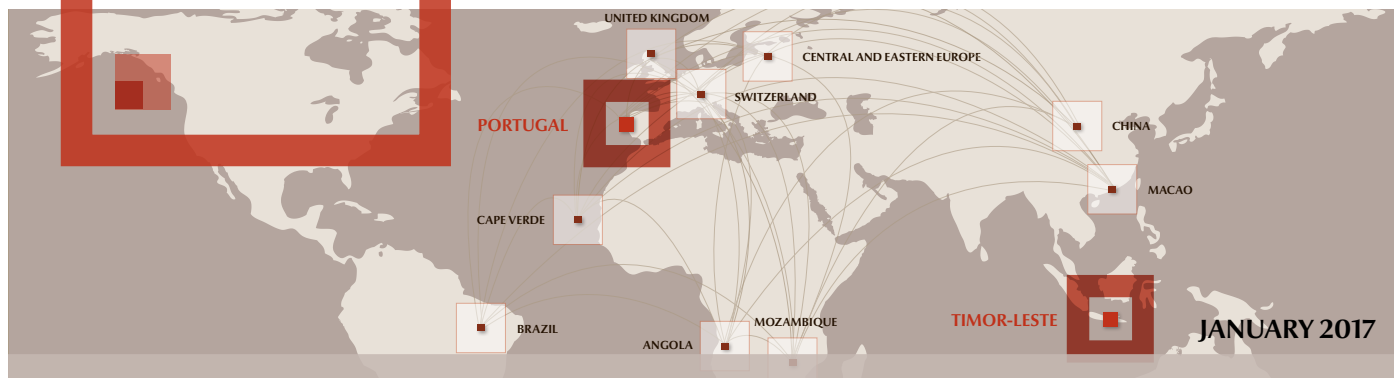 UNITED KINGDOM
CENTRAL AND EASTERN EUROPE
SWITZERLAND
PORTUGAL
CHINA
MACAO
CAPE VERDE
TIMOR-LESTE
MOZAMBIQUE
JANUARY 2017
BRAZIL
ANGOLA